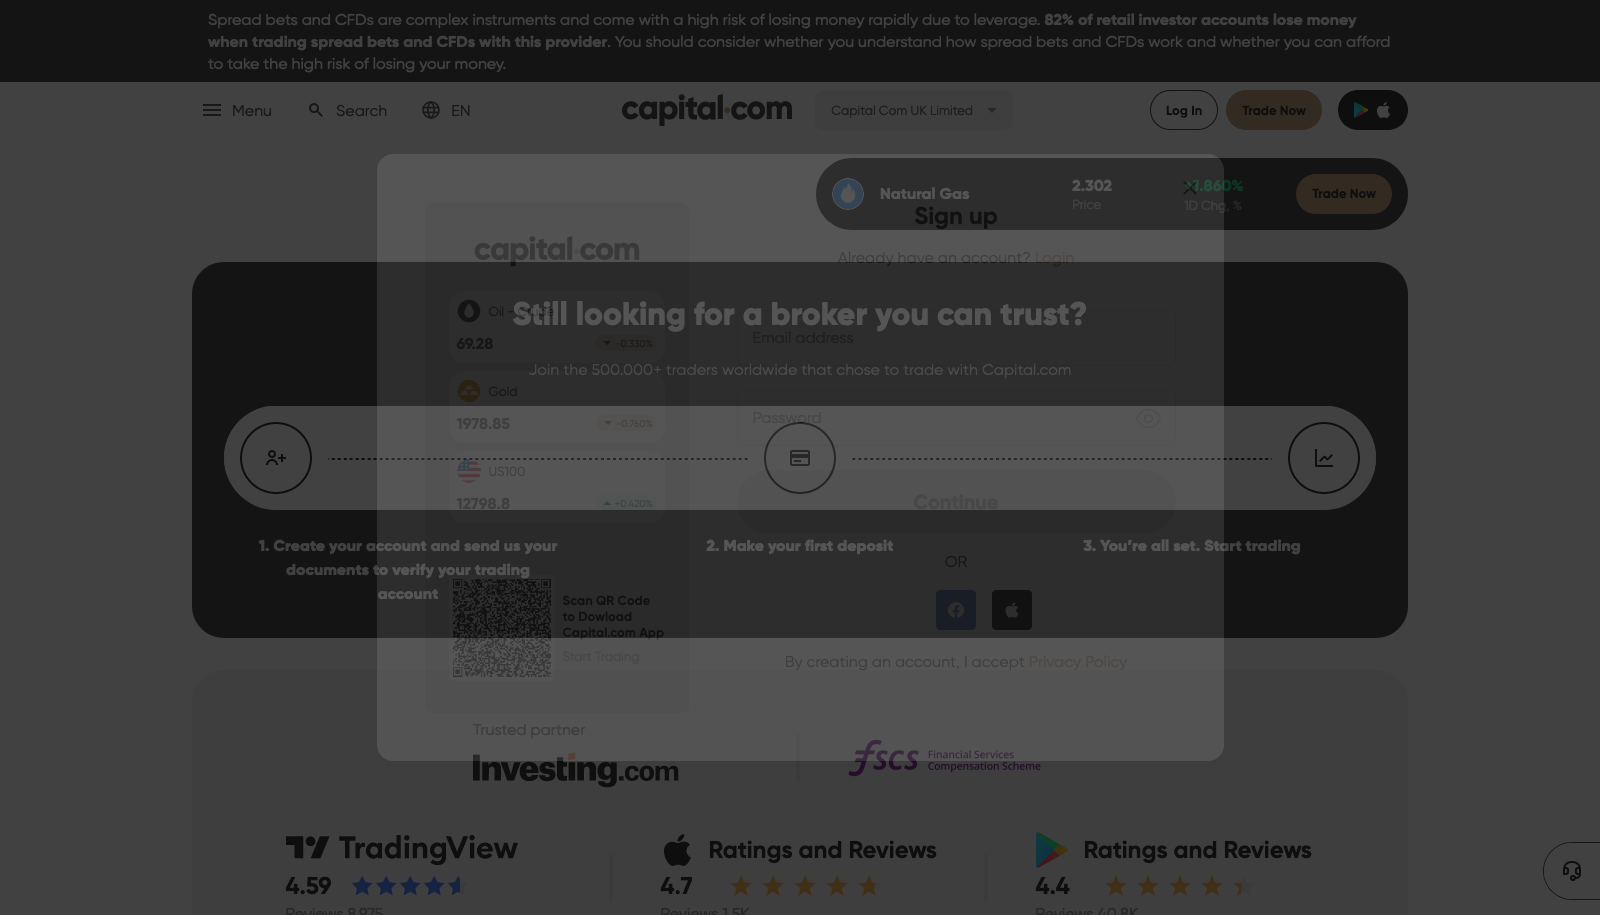 Spread bets and CFDs are complex instruments and come with a high risk of losing money rapidly due to leverage. 82% of retail investor accounts lose money
when trading spread bets and CFDs with this provider. You should consider whether you understand how spread bets and CFDs work and whether you can afford
to take the high risk of losing your money.
Menu
Search
EN
capital.com
Capital Com UK Limited
Log In
Trade Now
Natural Gas
2.302
Price
1D Chg, %
Trade Now
Sign up
Already have an account? Login
capital.com
Still looking for a broker you can trust?
Join the 500.000+ traders worldwide that chose to trade with Capital.com
Email address
Password
Continue
OR
By creating an account, I accept Privacy Policy
69.28
-0.330%
Gold
1978.85
-0.760%
US100
12798.8
+0.420%
1. Create your account and send us your
documents to verify your trading
account
2. Make your first deposit
3. You're all set. Start trading
Scan QR Code
to Dowload
Capital.com App
Start Trading
Trusted partner
Investing.com
fscs
Financial Services
Compensation Scheme
TradingView
4.59
Reviews 8,975
Ratings and Reviews
4.7
Reviews 1.5K
Ratings and Reviews
4.4
Reviews 40.8K